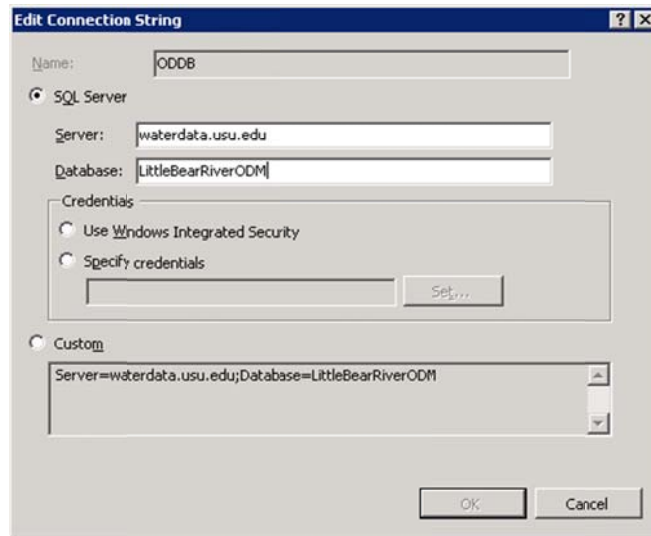 Edit Connection String
Name: ODDB
SQL Server
Server: waterdata.usu.edu
Database: LittleBearRiverODM
Credentials
Use Windows Integrated Security
Specify credentials
Set...
Custom
Server=waterdata.usu.edu;Database=LittleBearRiverODM
OK Cancel